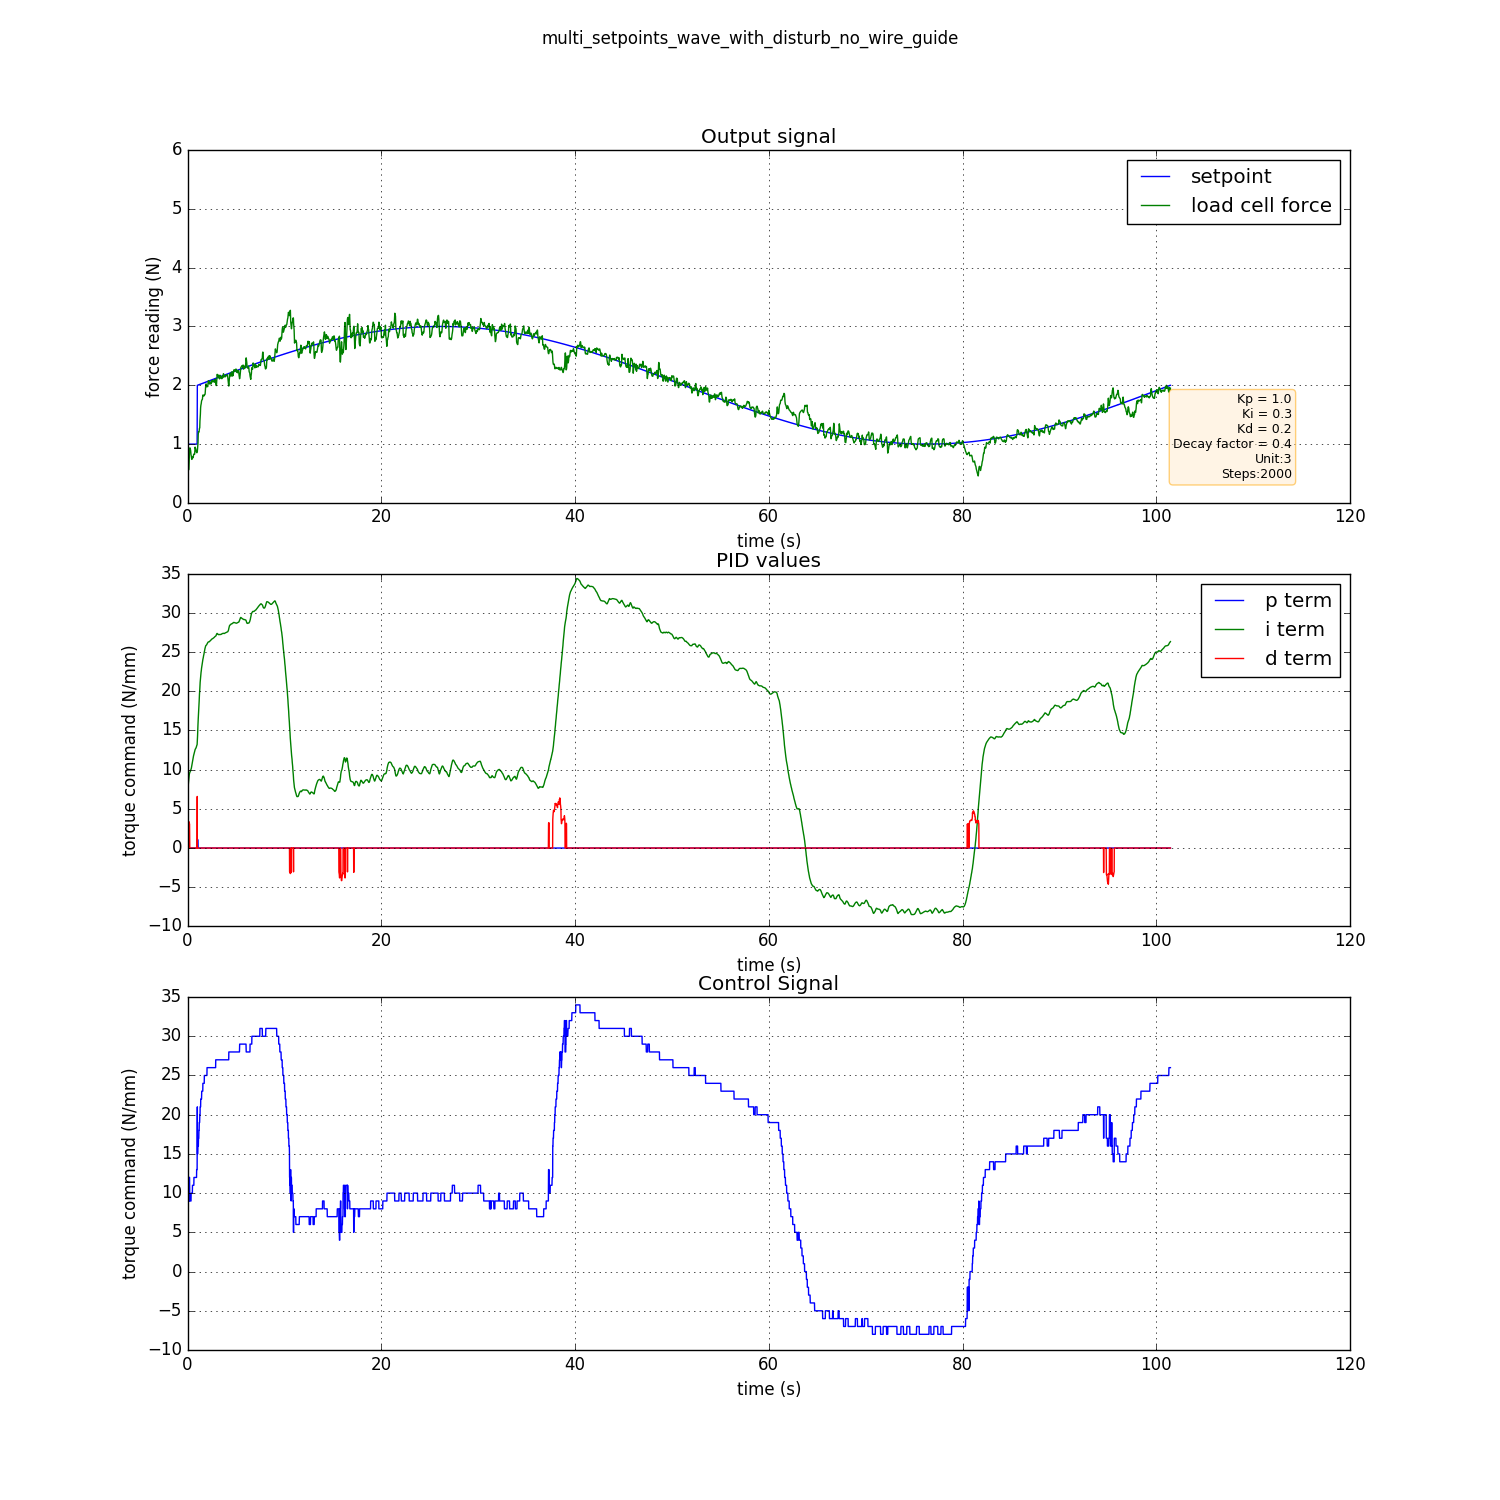 multi_setpoints_wave_with_disturb_no_wire_guide
Output signal
6
5
4
3
2
1
0
force reading (N)
setpoint
load cell force
Kp = 1.0
Ki = 0.3
Kd = 0.2
Decay factor = 0.4
Unit:3
Steps:2000
0 20 40 60 80 100 120
time (s)
PID values
35
30
25
20
15
10
5
0
−5
−10
torque command (N/mm)
p term
i term
d term
0 20 40 60 80 100 120
time (s)
Control Signal
35
30
25
20
15
10
5
0
−5
−10
torque command (N/mm)
0 20 40 60 80 100 120
time (s)